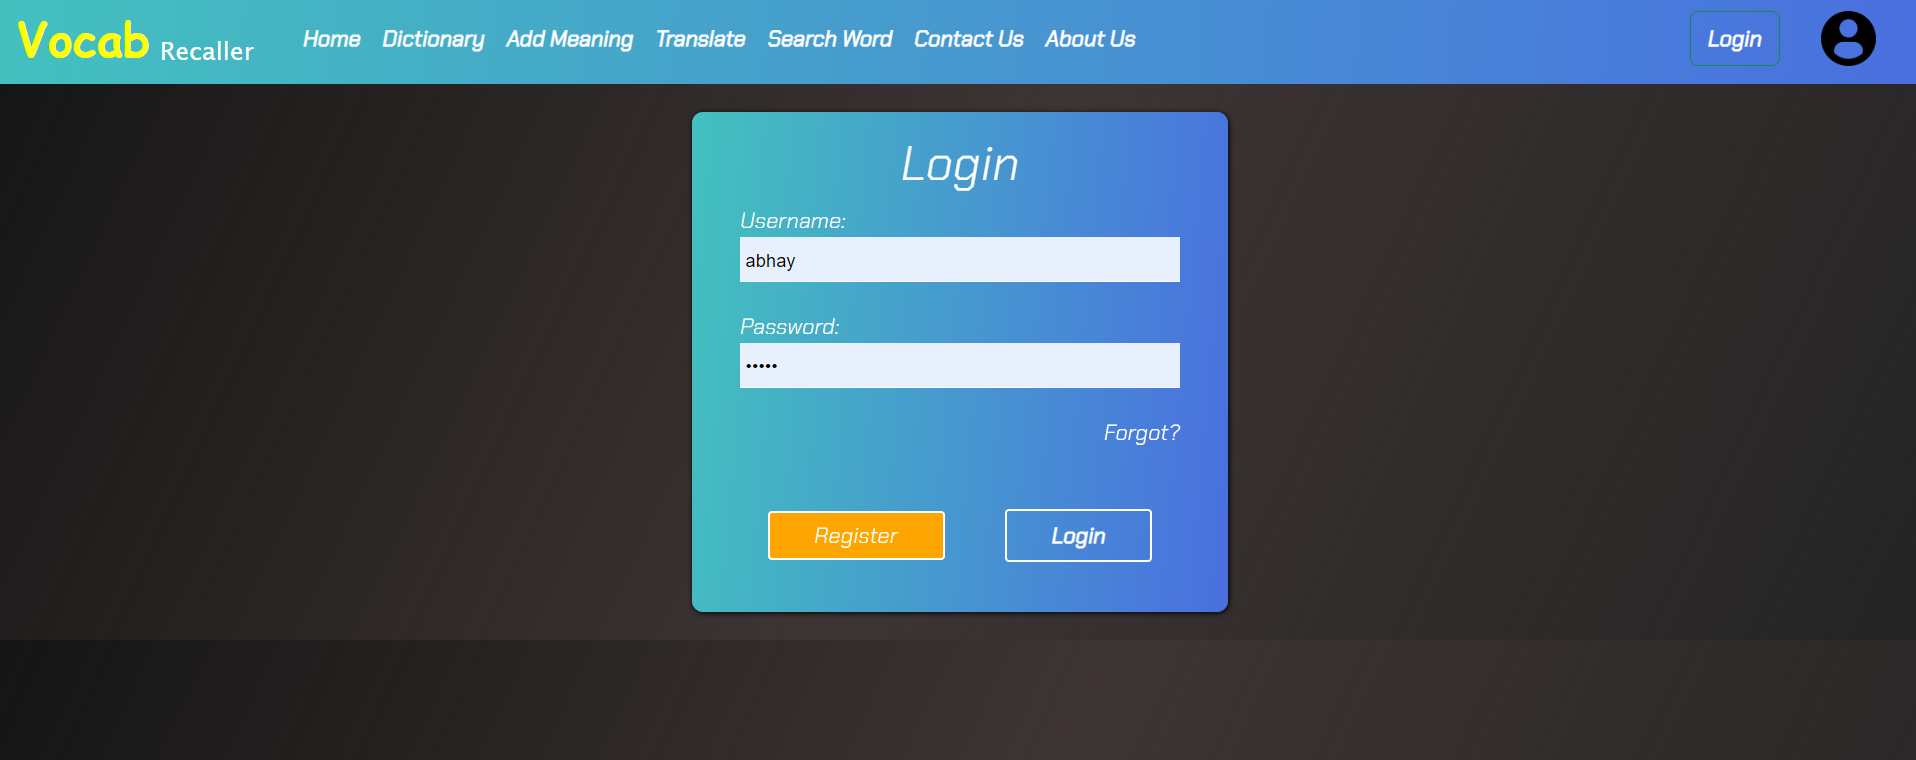 Vocab Recaller Home Dictionary Add Meaning Translate Search Word Contact Us About Us Login
Login
Username:
abhay
Password:
•••••
Forgot?
Register Login